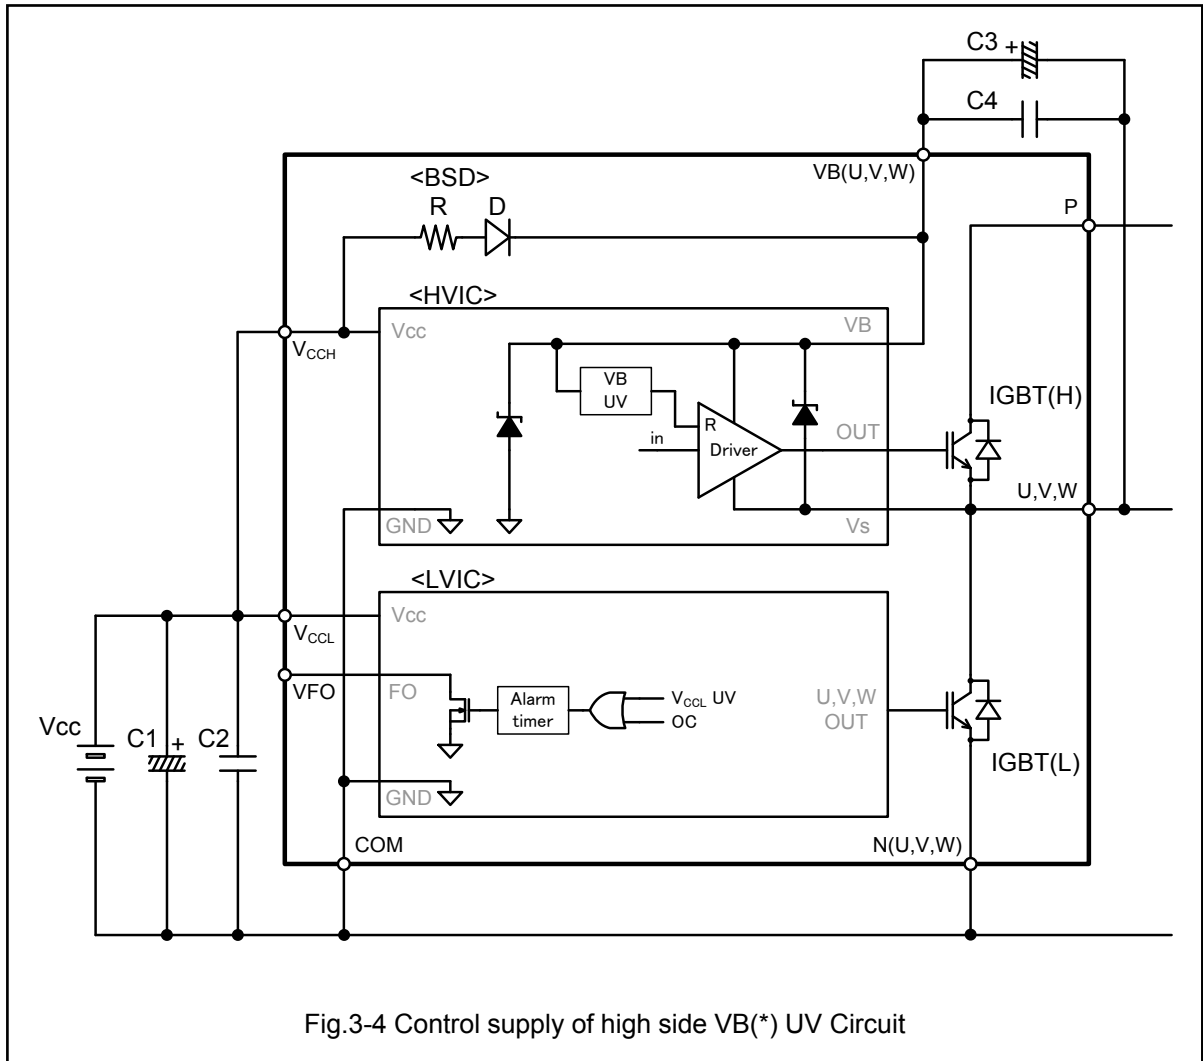 C3 +
C4
VB(U,V,W)
<BSD>
R D
P
<HVIC>
Vcc
VB
VCCH
VB
UV
IGBT(H)
R
OUT
in
Driver
U,V,W
GND
Vs
<LVIC>
Vcc
VCCL
VFO
FO
Alarm
timer
VCCL UV
OC
U,V,W
OUT
Vcc
C1 +
C2
IGBT(L)
GND
COM
N(U,V,W)
Fig.3-4 Control supply of high side VB(*) UV Circuit